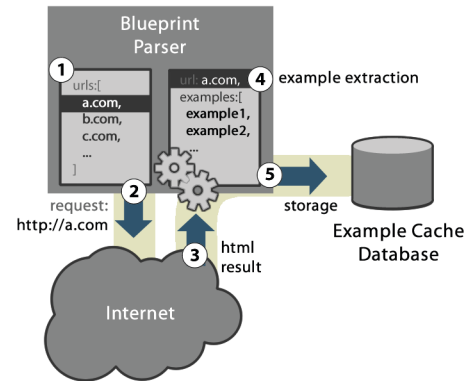 Blueprint
Parser
1
urls:[
a.com,
b.com,
c.com,
...
]
url: a.com,
examples:[
example1,
example2,
...
4
example extraction
2
request:
http://a.com
3
html
result
5
storage
Example Cache
Database
Internet